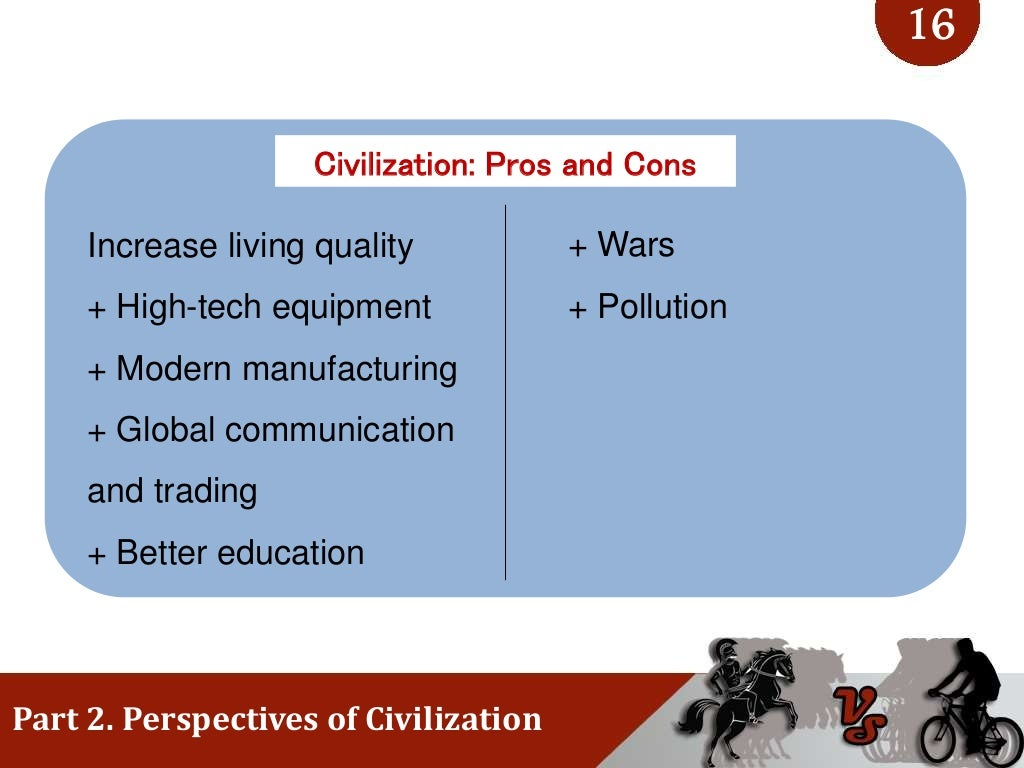 16
Civilization: Pros and Cons
Increase living quality
+ High-tech equipment
+ Modern manufacturing
+ Global communication
and trading
+ Better education
+ Wars
+ Pollution
Part 2. Perspectives of Civilization
VS